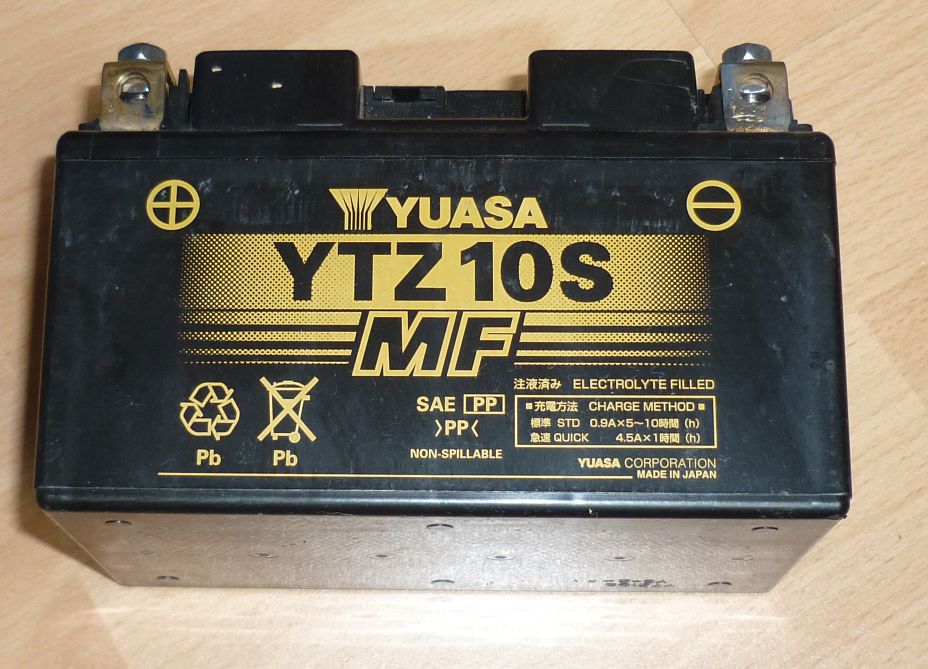 YUASA
YTZ10S
MF
注液済み ELECTROLYTE FILLED
SAE PP
>PP<
NON-SPILLABLE
■充電方法 CHARGE METHOD■
標準 STD 0.9A×5~10時間(h)
急速 QUICK 4.5A×1時間(h)
Pb Pb
YUASA CORPORATION
MADE IN JAPAN